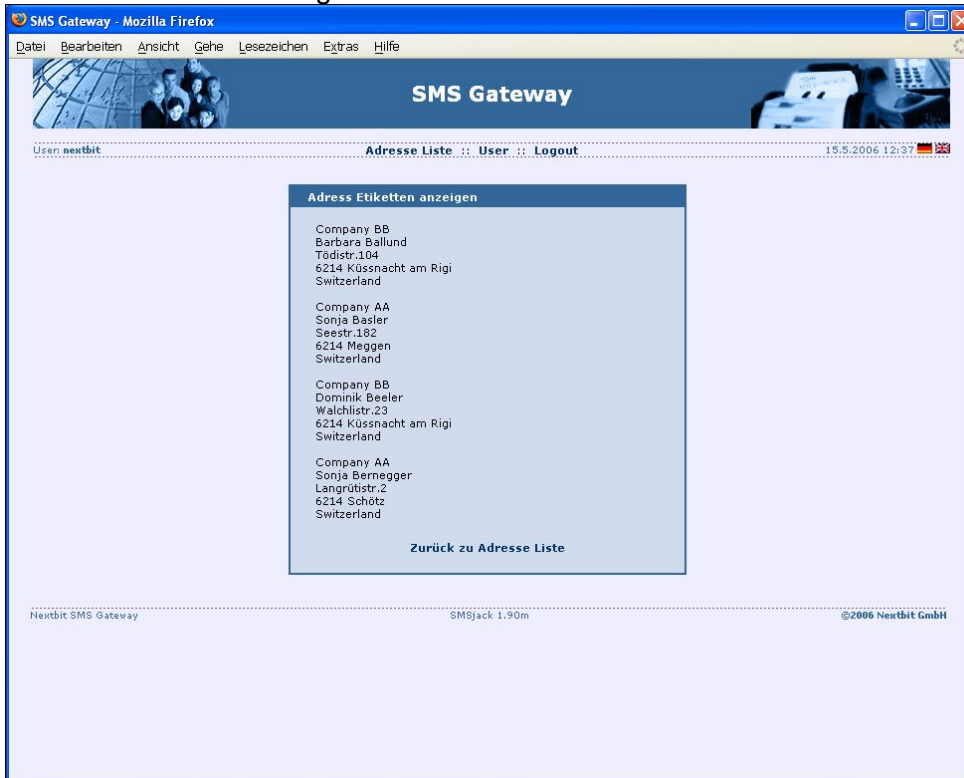 SMS Gateway - Mozilla Firefox
Datei Bearbeiten Ansicht Gehe Lesezeichen Extras Hilfe
SMS Gateway
User: nextbit Adresse Liste :: User :: Logout 15.5.2006 12:37
Adress Etiketten anzeigen
Company BB
Barbara Ballund
Tödistr.104
6214 Küssnacht am Rigi
Switzerland
Company AA
Sonja Basler
Seestr.182
6214 Meggen
Switzerland
Company BB
Dominik Beeler
Walchlistr.23
6214 Küssnacht am Rigi
Switzerland
Company AA
Sonja Bernegger
Langrütistr.2
6214 Schötz
Switzerland
Zurück zu Adresse Liste
Nextbit SMS Gateway SMSjack 1.90m ©2006 Nextbit GmbH